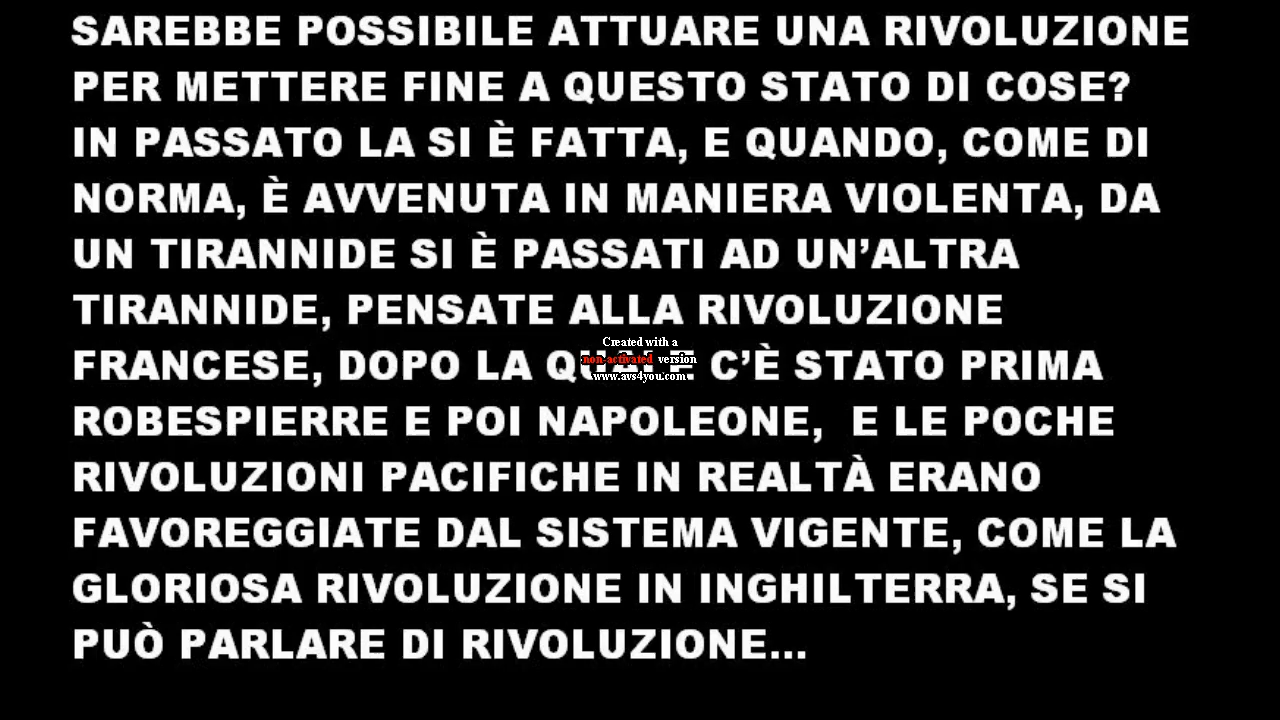 SAREBBE POSSIBILE ATTUARE UNA RIVOLUZIONE
PER METTERE FINE A QUESTO STATO DI COSE?
IN PASSATO LA SI È FATTA, E QUANDO, COME DI
NORMA, È AVVENUTA IN MANIERA VIOLENTA, DA
UN TIRANNIDE SI È PASSATI AD UN’ALTRA
TIRANNIDE, PENSATE ALLA RIVOLUZIONE
FRANCESE, DOPO LA QUALE C’È STATO PRIMA
ROBESPIERRE E POI NAPOLEONE, E LE POCHE
RIVOLUZIONI PACIFICHE IN REALTÀ ERANO
FAVOREGGIATE DAL SISTEMA VIGENTE, COME LA
GLORIOSA RIVOLUZIONE IN INGHILTERRA, SE SI
PUÒ PARLARE DI RIVOLUZIONE...
Created with a
non-activated version
www.avs4you.com